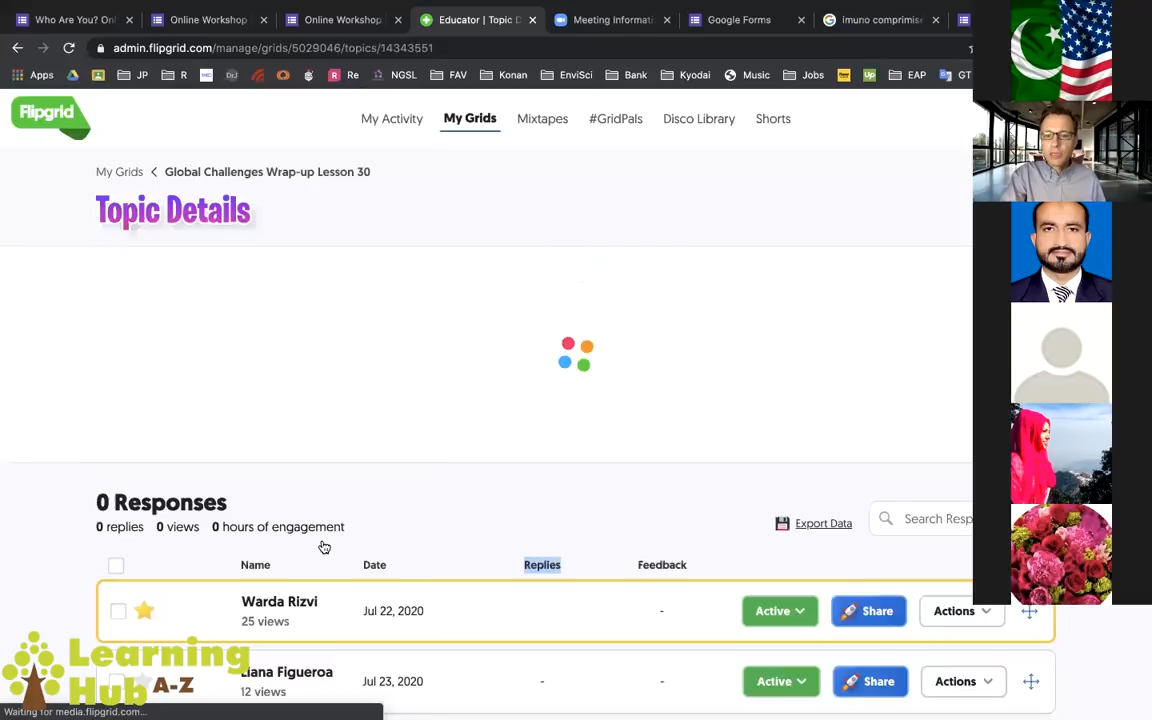 Who Are You? Onl
Online Workshop
Online Workshop
Educator | Topic D
Meeting Informati
Google Forms
imuno comprimise
admin.flipgrid.com/manage/grids/5029046/topics/14343551
Apps
JP
R
Re
NGSL
FAV
Konan
EnviSci
Bank
Kyodai
Music
Jobs
Up
EAP
GT
Flipgrid
My Activity
My Grids
Mixtapes
#GridPals
Disco Library
Shorts
My Grids
Global Challenges Wrap-up Lesson 30
Topic Details
0 Responses
0 replies 0 views 0 hours of engagement
Export Data
Search Resp
Name
Date
Replies
Feedback
Warda Rizvi
25 views
Jul 22, 2020
-
Active
Share
Actions
Liana Figueroa
12 views
Jul 23, 2020
-
-
Active
Share
Actions
Learning
Hub A-Z
Waiting for media.flipgrid.com...